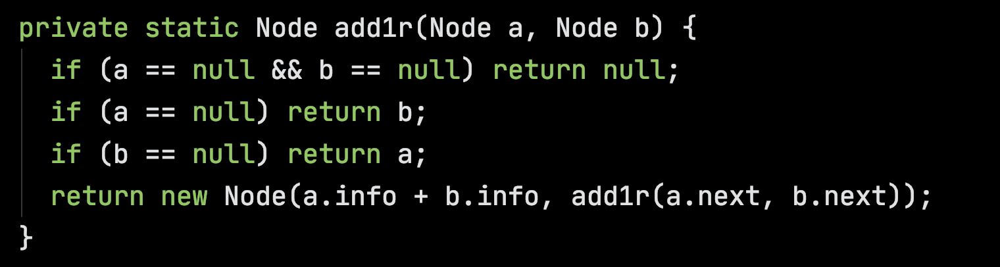 private static Node add1r(Node a, Node b) {
  if (a == null && b == null) return null;
  if (a == null) return b;
  if (b == null) return a;
  return new Node(a.info + b.info, add1r(a.next, b.next));
}